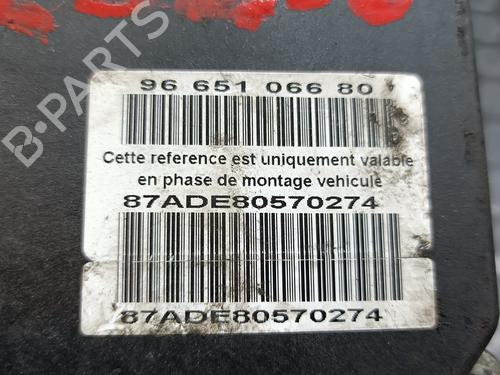 96 651 066 80
Cette reference est uniquement valable
en phase de montage vehicule
87ADE80570274
87ADE80570274
B-PARTS